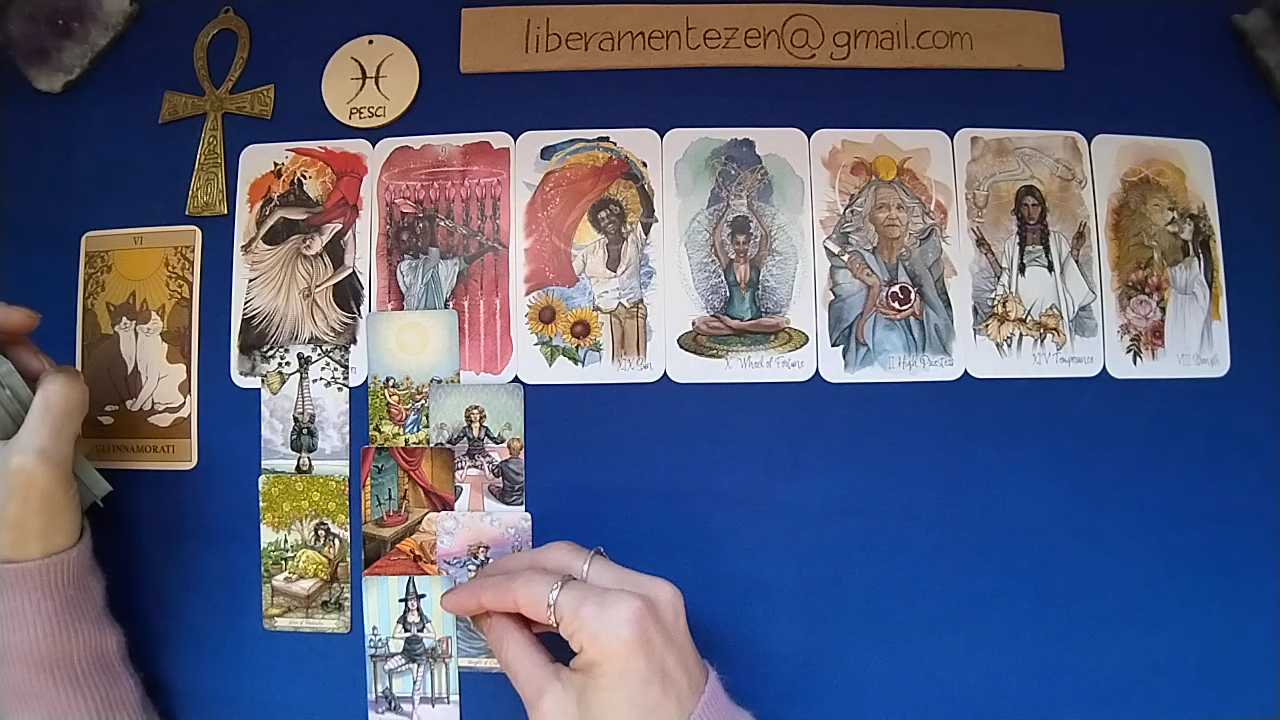 liberamentezen@gmail.com
PESCI
VI
GLI INNAMORATI
9
XIX Sun
X Wheel of Fortune
II High Priestess
XIV Temperance
VIII Strength